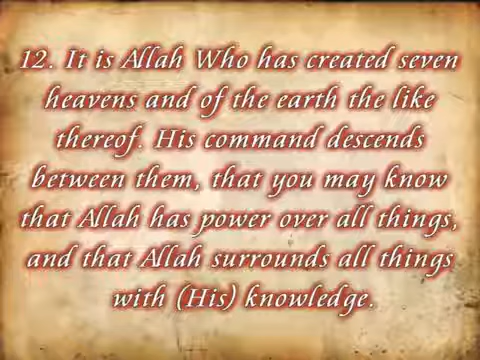 12. It is Allah Who has created seven
heavens and of the earth the like
thereof. His command descends
between them, that you may know
that Allah has power over all things,
and that Allah surrounds all things
with (His) knowledge.